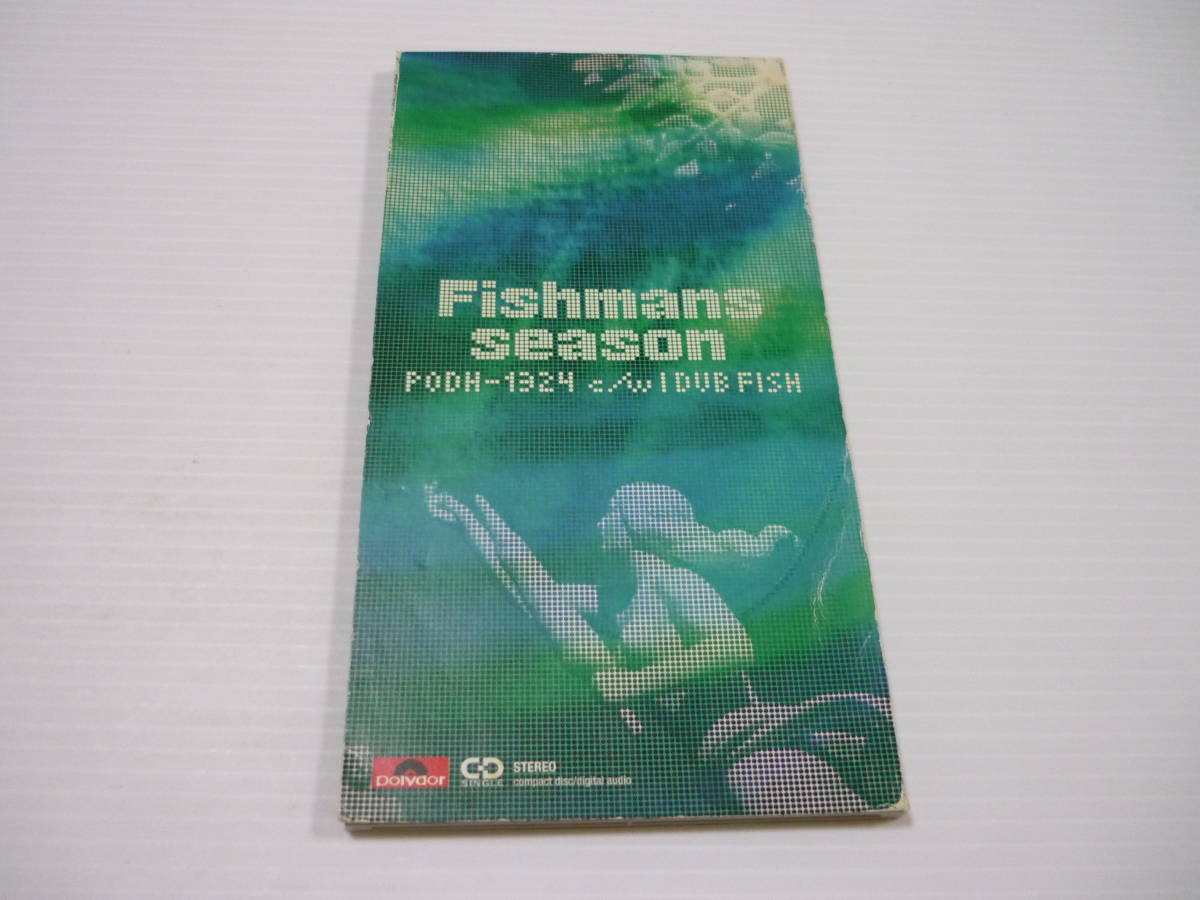 Fishmans
season
PODH-1324 c/w I DUB FISH
polydor
CD
SINGLE
STEREO
compact disc/digital audio